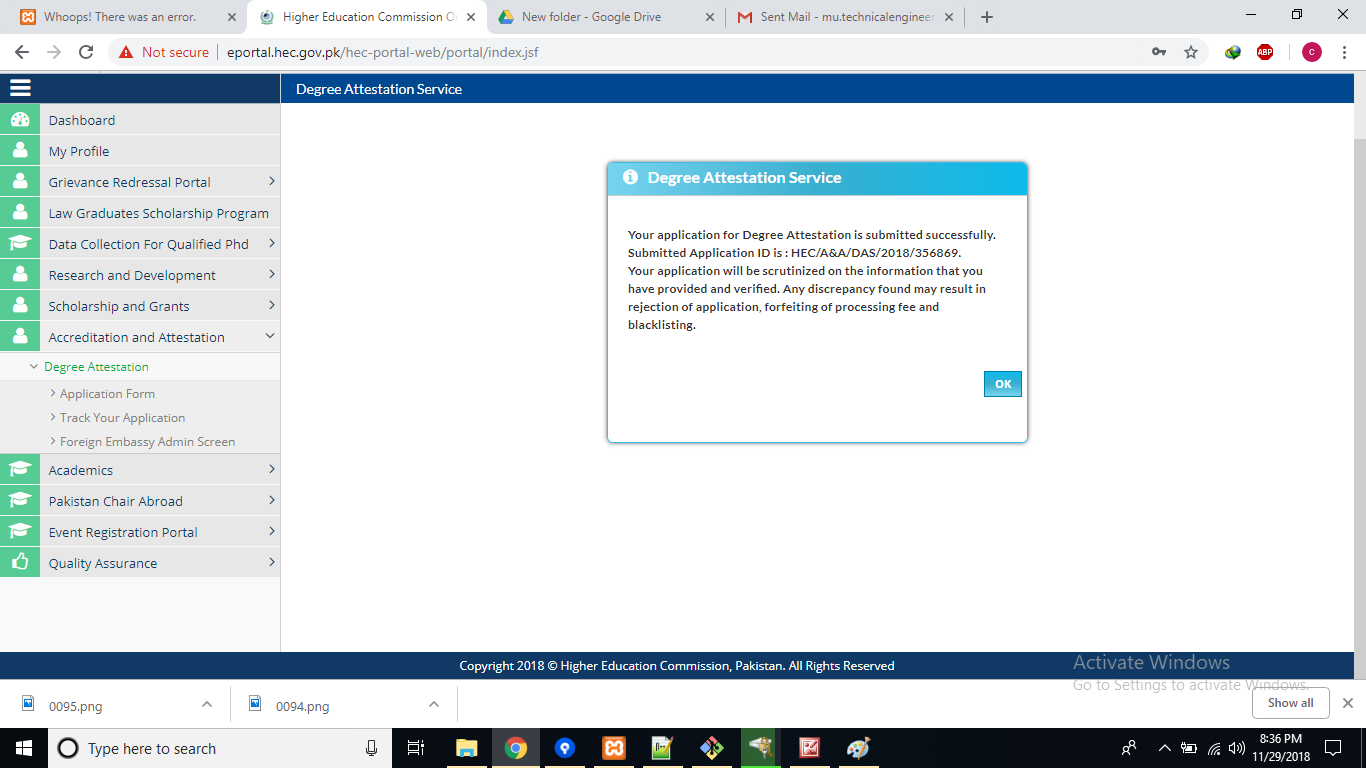 Whoops! There was an error.
Higher Education Commission O
New folder - Google Drive
Sent Mail - mu.technicalengineer
Not secure
eportal.hec.gov.pk/hec-portal-web/portal/index.jsf
ABP
C
Degree Attestation Service
Dashboard
My Profile
Grievance Redressal Portal
Law Graduates Scholarship Program
Data Collection For Qualified Phd
Research and Development
Scholarship and Grants
Accreditation and Attestation
Degree Attestation
Application Form
Track Your Application
Foreign Embassy Admin Screen
Academics
Pakistan Chair Abroad
Event Registration Portal
Quality Assurance
Degree Attestation Service
Your application for Degree Attestation is submitted successfully.
Submitted Application ID is : HEC/A&A/DAS/2018/356869.
Your application will be scrutinized on the information that you
have provided and verified. Any discrepancy found may result in
rejection of application, forfeiting of processing fee and
blacklisting.
OK
Copyright 2018 © Higher Education Commission, Pakistan. All Rights Reserved
Activate Windows
Go to Settings to activate Windows.
0095.png
0094.png
Show all
Type here to search
8:36 PM
11/29/2018